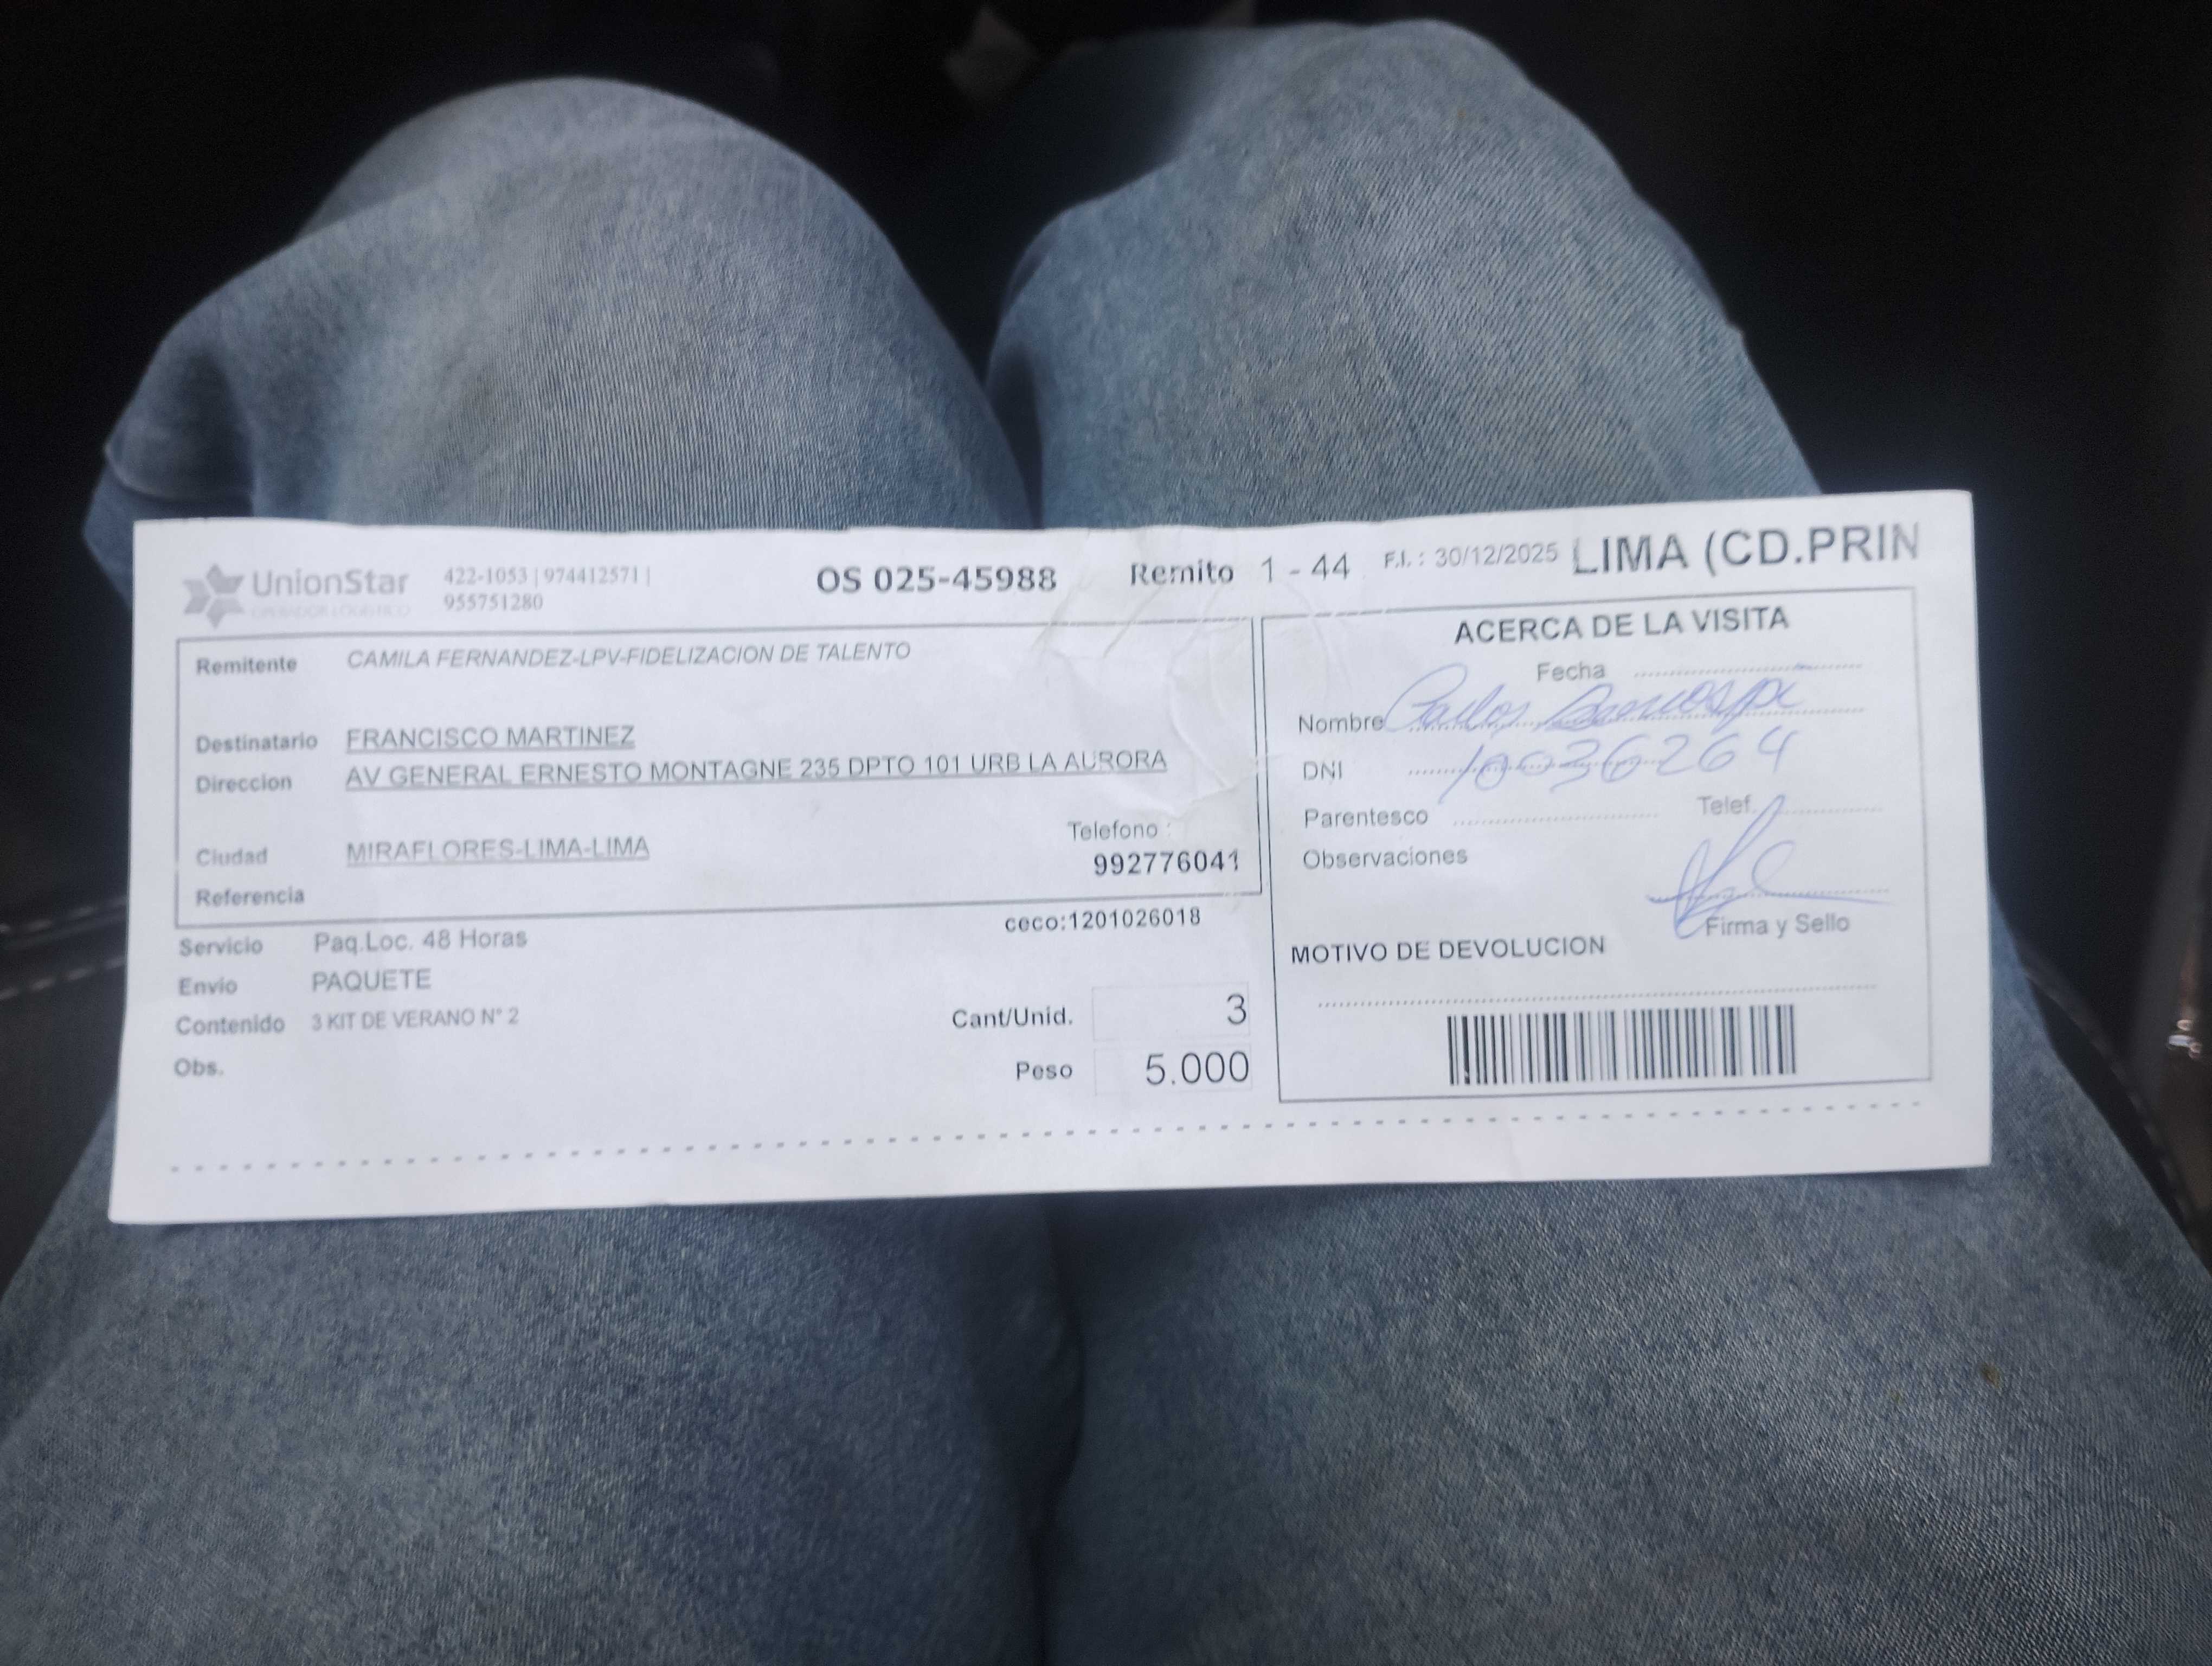 UnionStar
OPERADOR LOGISTICO
422-1053 | 974412571 |
955751280
OS 025-45988
Remito 1 - 44
F.I. : 30/12/2025
LIMA (CD.PRIN
Remitente CAMILA FERNANDEZ-LPV-FIDELIZACION DE TALENTO
Destinatario FRANCISCO MARTINEZ
Direccion AV GENERAL ERNESTO MONTAGNE 235 DPTO 101 URB LA AURORA
Ciudad MIRAFLORES-LIMA-LIMA
Telefono :
992776041
Referencia
ceco:1201026018
Servicio Paq.Loc. 48 Horas
Envio PAQUETE
Contenido 3 KIT DE VERANO N° 2
Cant/Unid. 3
Obs.
Peso 5.000
ACERCA DE LA VISITA
Fecha
Nombre Carlos
DNI 10036264
Parentesco Telef.
Observaciones
Firma y Sello
MOTIVO DE DEVOLUCION